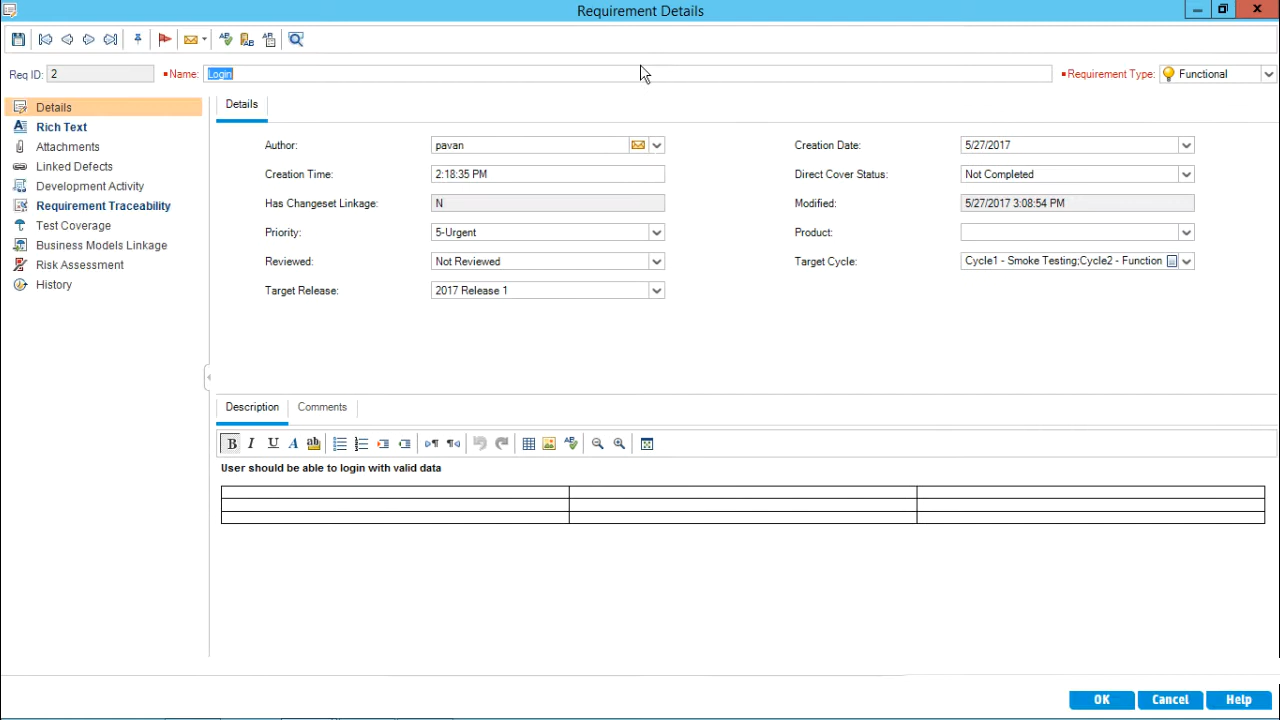 Requirement Details
Req ID: 2 Name: Login Requirement Type: Functional
Details
Rich Text
Attachments
Linked Defects
Development Activity
Requirement Traceability
Test Coverage
Business Models Linkage
Risk Assessment
History
Details
Author: pavan Creation Date: 5/27/2017
Creation Time: 2:18:35 PM Direct Cover Status: Not Completed
Has Changeset Linkage: N Modified: 5/27/2017 3:08:54 PM
Priority: 5-Urgent Product:
Reviewed: Not Reviewed Target Cycle: Cycle1 - Smoke Testing;Cycle2 - Function
Target Release: 2017 Release 1
Description Comments
B I U A ab
User should be able to login with valid data
OK Cancel Help